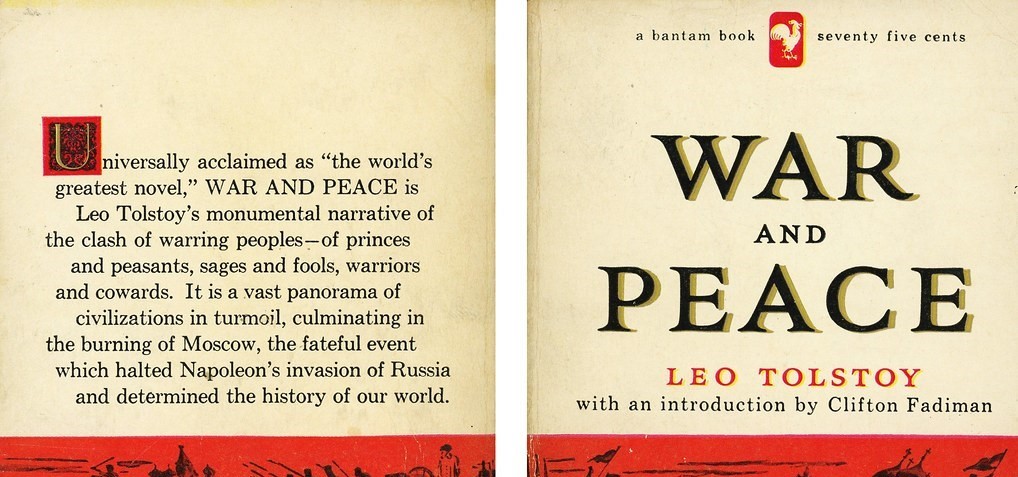 Universally acclaimed as “the world’s
greatest novel,” WAR AND PEACE is
Leo Tolstoy’s monumental narrative of
the clash of warring peoples—of princes
and peasants, sages and fools, warriors
and cowards. It is a vast panorama of
civilizations in turmoil, culminating in
the burning of Moscow, the fateful event
which halted Napoleon’s invasion of Russia
and determined the history of our world.
a bantam book seventy five cents
WAR
AND
PEACE
LEO TOLSTOY
with an introduction by Clifton Fadiman